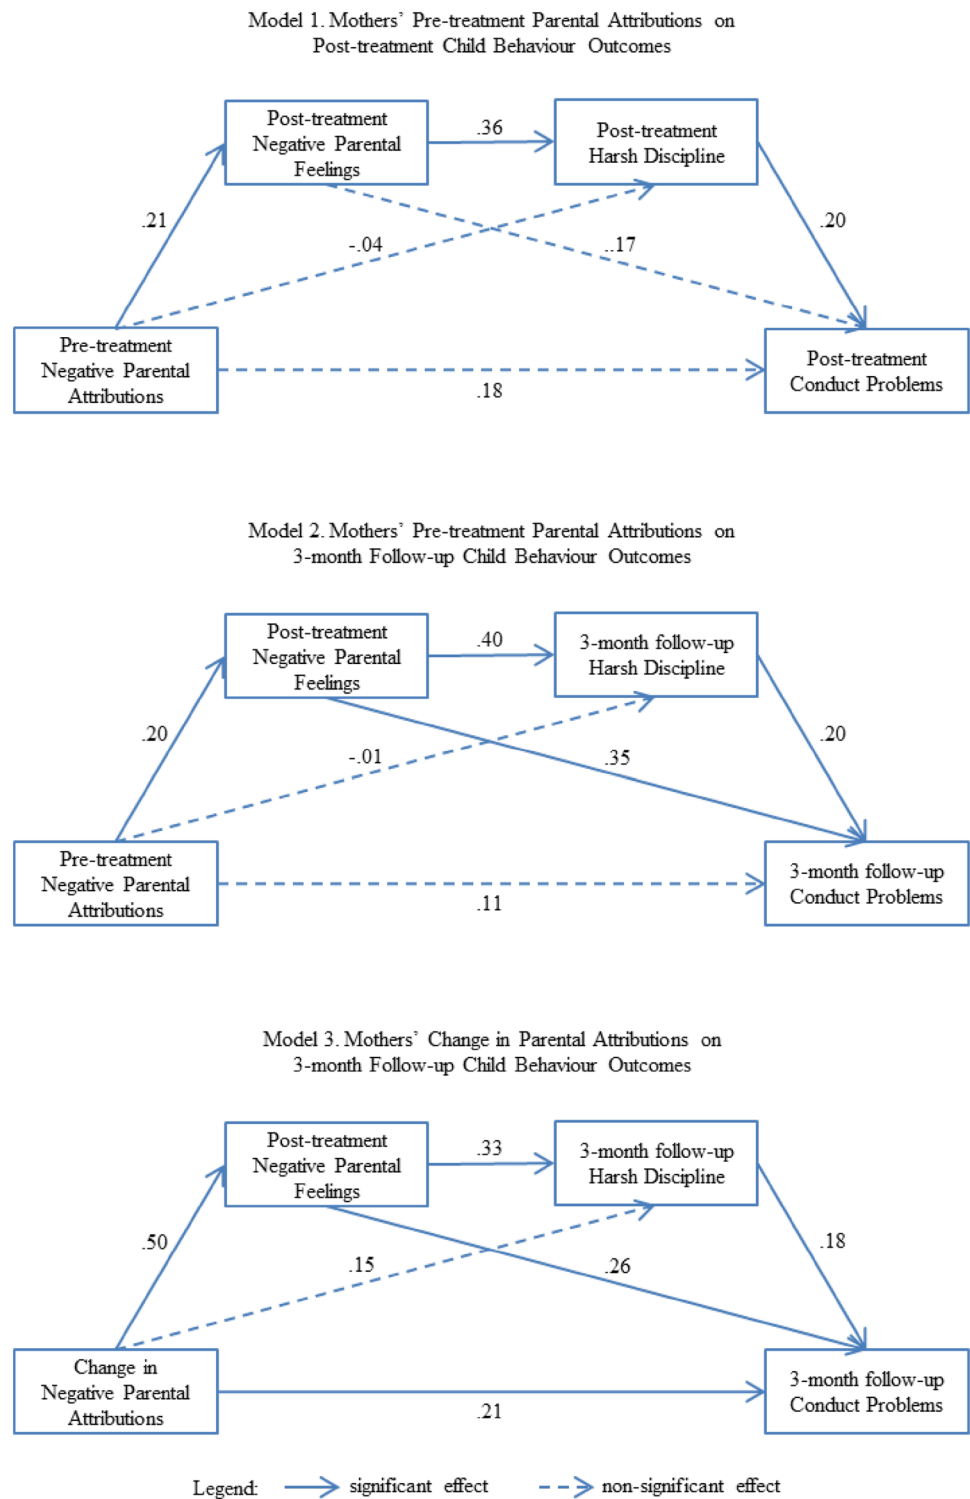 Model 1. Mothers’ Pre-treatment Parental Attributions on
Post-treatment Child Behaviour Outcomes
Post-treatment
Negative Parental
Feelings
.36
Post-treatment
Harsh Discipline
.21
-.04
..17
.20
Pre-treatment
Negative Parental
Attributions
.18
Post-treatment
Conduct Problems
Model 2. Mothers’ Pre-treatment Parental Attributions on
3-month Follow-up Child Behaviour Outcomes
Post-treatment
Negative Parental
Feelings
.40
3-month follow-up
Harsh Discipline
.20
-.01
.35
.20
Pre-treatment
Negative Parental
Attributions
.11
3-month follow-up
Conduct Problems
Model 3. Mothers’ Change in Parental Attributions on
3-month Follow-up Child Behaviour Outcomes
Post-treatment
Negative Parental
Feelings
.33
3-month follow-up
Harsh Discipline
.50
.15
.26
.18
Change in
Negative Parental
Attributions
.21
3-month follow-up
Conduct Problems
Legend: significant effect non-significant effect